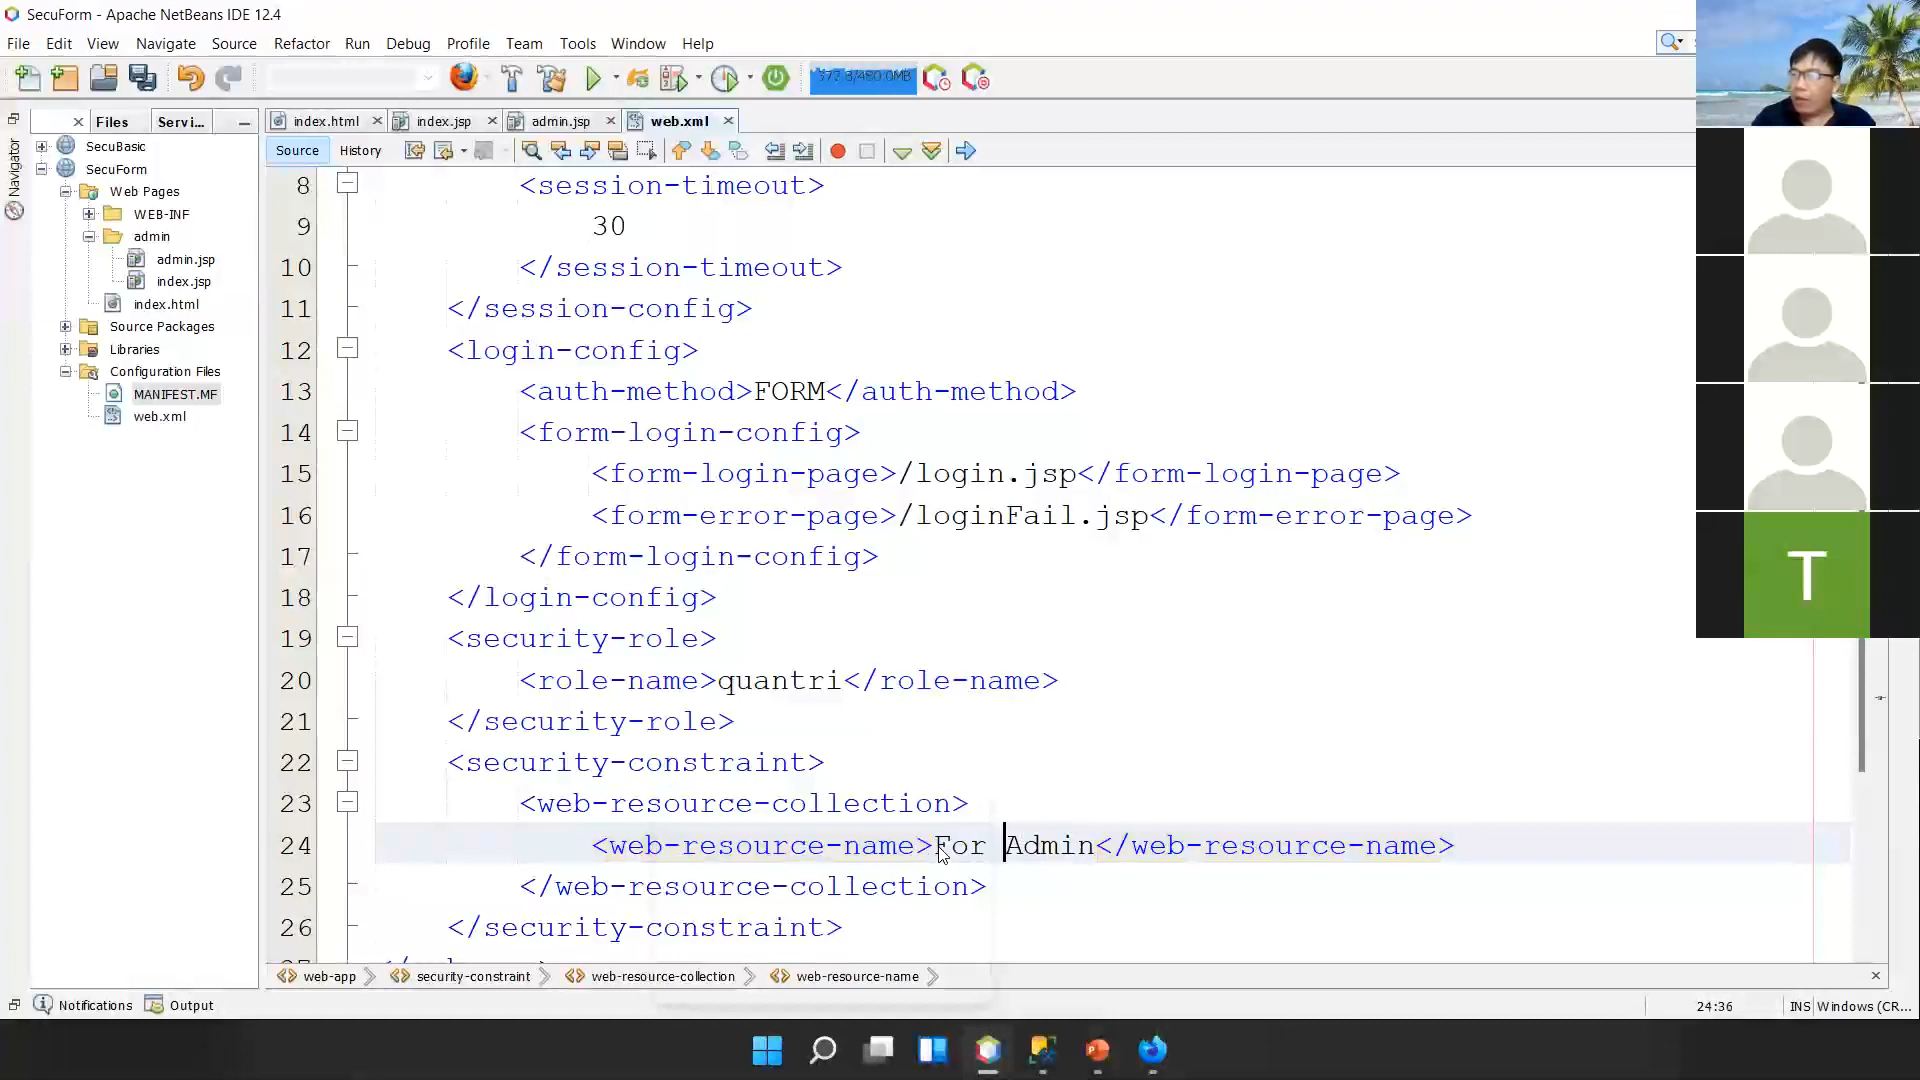 SecuForm - Apache NetBeans IDE 12.4
File Edit View Navigate Source Refactor Run Debug Profile Team Tools Window Help
Files Servi...
index.html index.jsp admin.jsp web.xml
Source History
Navigator
SecuBasic
SecuForm
Web Pages
WEB-INF
admin
admin.jsp
index.jsp
index.html
Source Packages
Libraries
Configuration Files
MANIFEST.MF
web.xml
8 <session-timeout>
9 30
10 </session-timeout>
11 </session-config>
12 <login-config>
13 <auth-method>FORM</auth-method>
14 <form-login-config>
15 <form-login-page>/login.jsp</form-login-page>
16 <form-error-page>/loginFail.jsp</form-error-page>
17 </form-login-config>
18 </login-config>
19 <security-role>
20 <role-name>quantri</role-name>
21 </security-role>
22 <security-constraint>
23 <web-resource-collection>
24 <web-resource-name>For Admin</web-resource-name>
25 </web-resource-collection>
26 </security-constraint>
web-app security-constraint web-resource-collection web-resource-name
Notifications Output
24:36 INS Windows (CR...
T